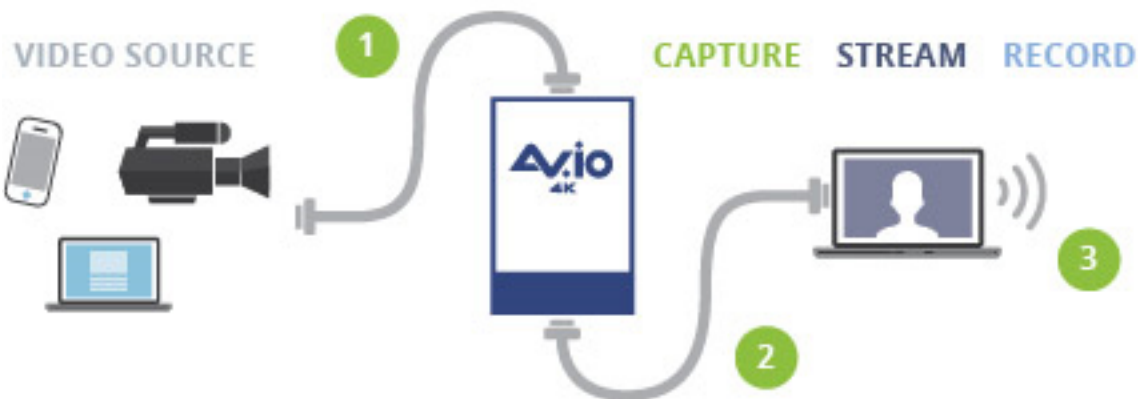 VIDEO SOURCE
1
CAPTURE STREAM RECORD
AV.io
4K
3
2